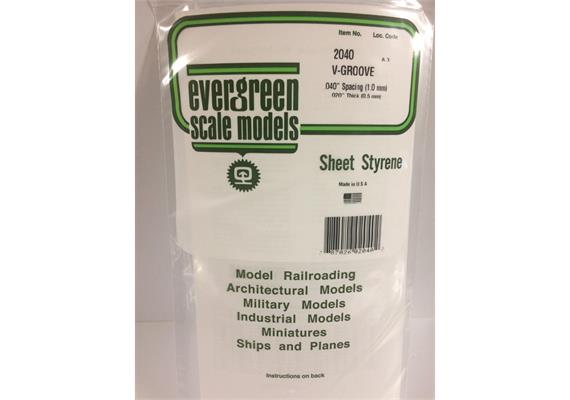 Item No. Loc. Code
2040 A 3
V-GROOVE
.040" Spacing (1.0 mm)
.020" Thick (0.5 mm)
evergreen
scale models
Sheet Styrene
Made in U S A
Model Railroading
Architectural Models
Military Models
Industrial Models
Miniatures
Ships and Planes
Instructions on back